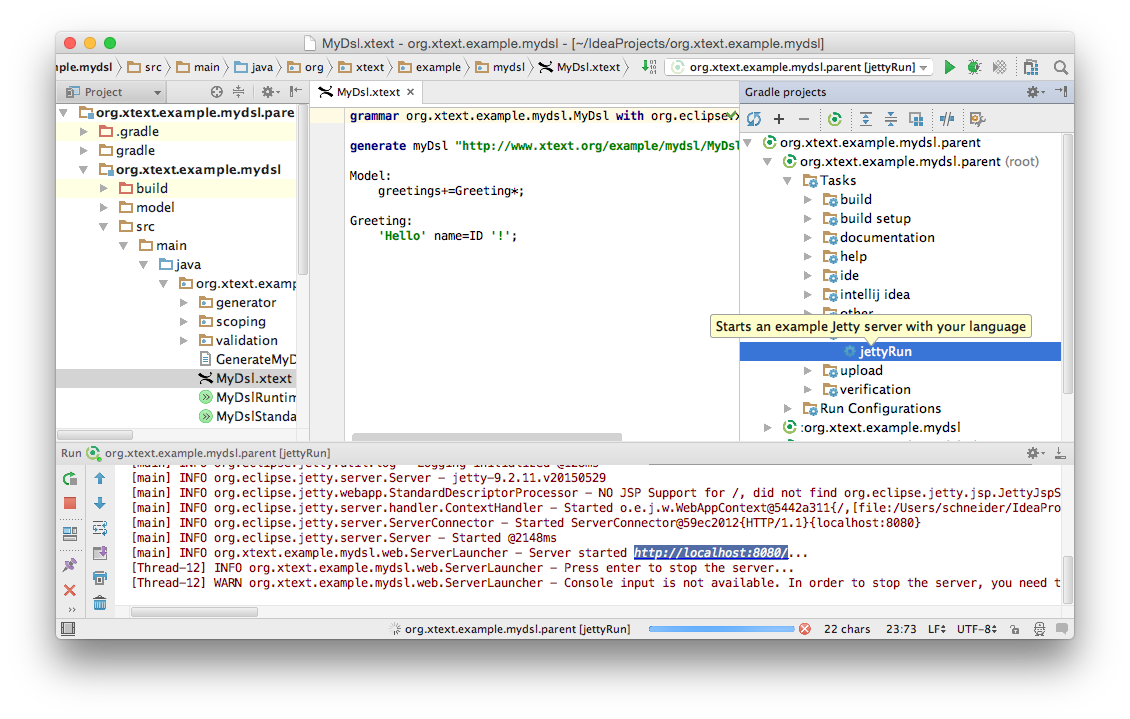 MyDsl.xtext - org.xtext.example.mydsl - [~/IdeaProjects/org.xtext.example.mydsl]
mple.mydsl src main java org xtext example mydsl MyDsl.xtext org.xtext.example.mydsl.parent [jettyRun]
Project
MyDsl.xtext
Gradle projects
org.xtext.example.mydsl.pare
.gradle
gradle
org.xtext.example.mydsl
build
model
src
main
java
org.xtext.examp
generator
scoping
validation
GenerateMyD
MyDsl.xtext
MyDslRuntim
MyDslStanda
grammar org.xtext.example.mydsl.MyDsl with org.eclipse.x
generate myDsl "http://www.xtext.org/example/mydsl/MyDsl
Model:
greetings+=Greeting*;
Greeting:
'Hello' name=ID '!';
org.xtext.example.mydsl.parent
org.xtext.example.mydsl.parent (root)
Tasks
build
build setup
documentation
help
ide
intellij idea
other
Starts an example Jetty server with your language
jettyRun
upload
verification
Run Configurations
:org.xtext.example.mydsl
Run org.xtext.example.mydsl.parent [jettyRun]
[main] INFO org.eclipse.jetty.util.log - Logging initialized @128ms
[main] INFO org.eclipse.jetty.server.Server - jetty-9.2.11.v20150529
[main] INFO org.eclipse.jetty.webapp.StandardDescriptorProcessor - NO JSP Support for /, did not find org.eclipse.jetty.jsp.JettyJspS
[main] INFO org.eclipse.jetty.server.handler.ContextHandler - Started o.e.j.w.WebAppContext@5442a311{/,[file:/Users/schneider/IdeaPro
[main] INFO org.eclipse.jetty.server.ServerConnector - Started ServerConnector@59ec2012{HTTP/1.1}{localhost:8080}
[main] INFO org.eclipse.jetty.server.Server - Started @2148ms
[main] INFO org.xtext.example.mydsl.web.ServerLauncher - Server started http://localhost:8080/...
[Thread-12] INFO org.xtext.example.mydsl.web.ServerLauncher - Press enter to stop the server...
[Thread-12] WARN org.xtext.example.mydsl.web.ServerLauncher - Console input is not available. In order to stop the server, you need t
org.xtext.example.mydsl.parent [jettyRun] 22 chars 23:73 LF UTF-8